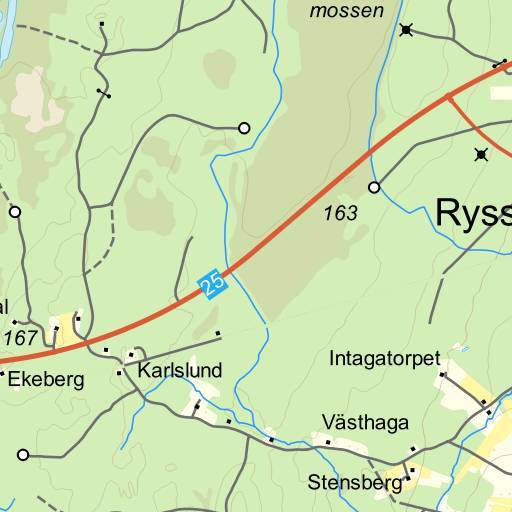 mossen
163
Ryss
25
al
167
Intagatorpet
Karlslund
Ekeberg
Västhaga
Stensberg